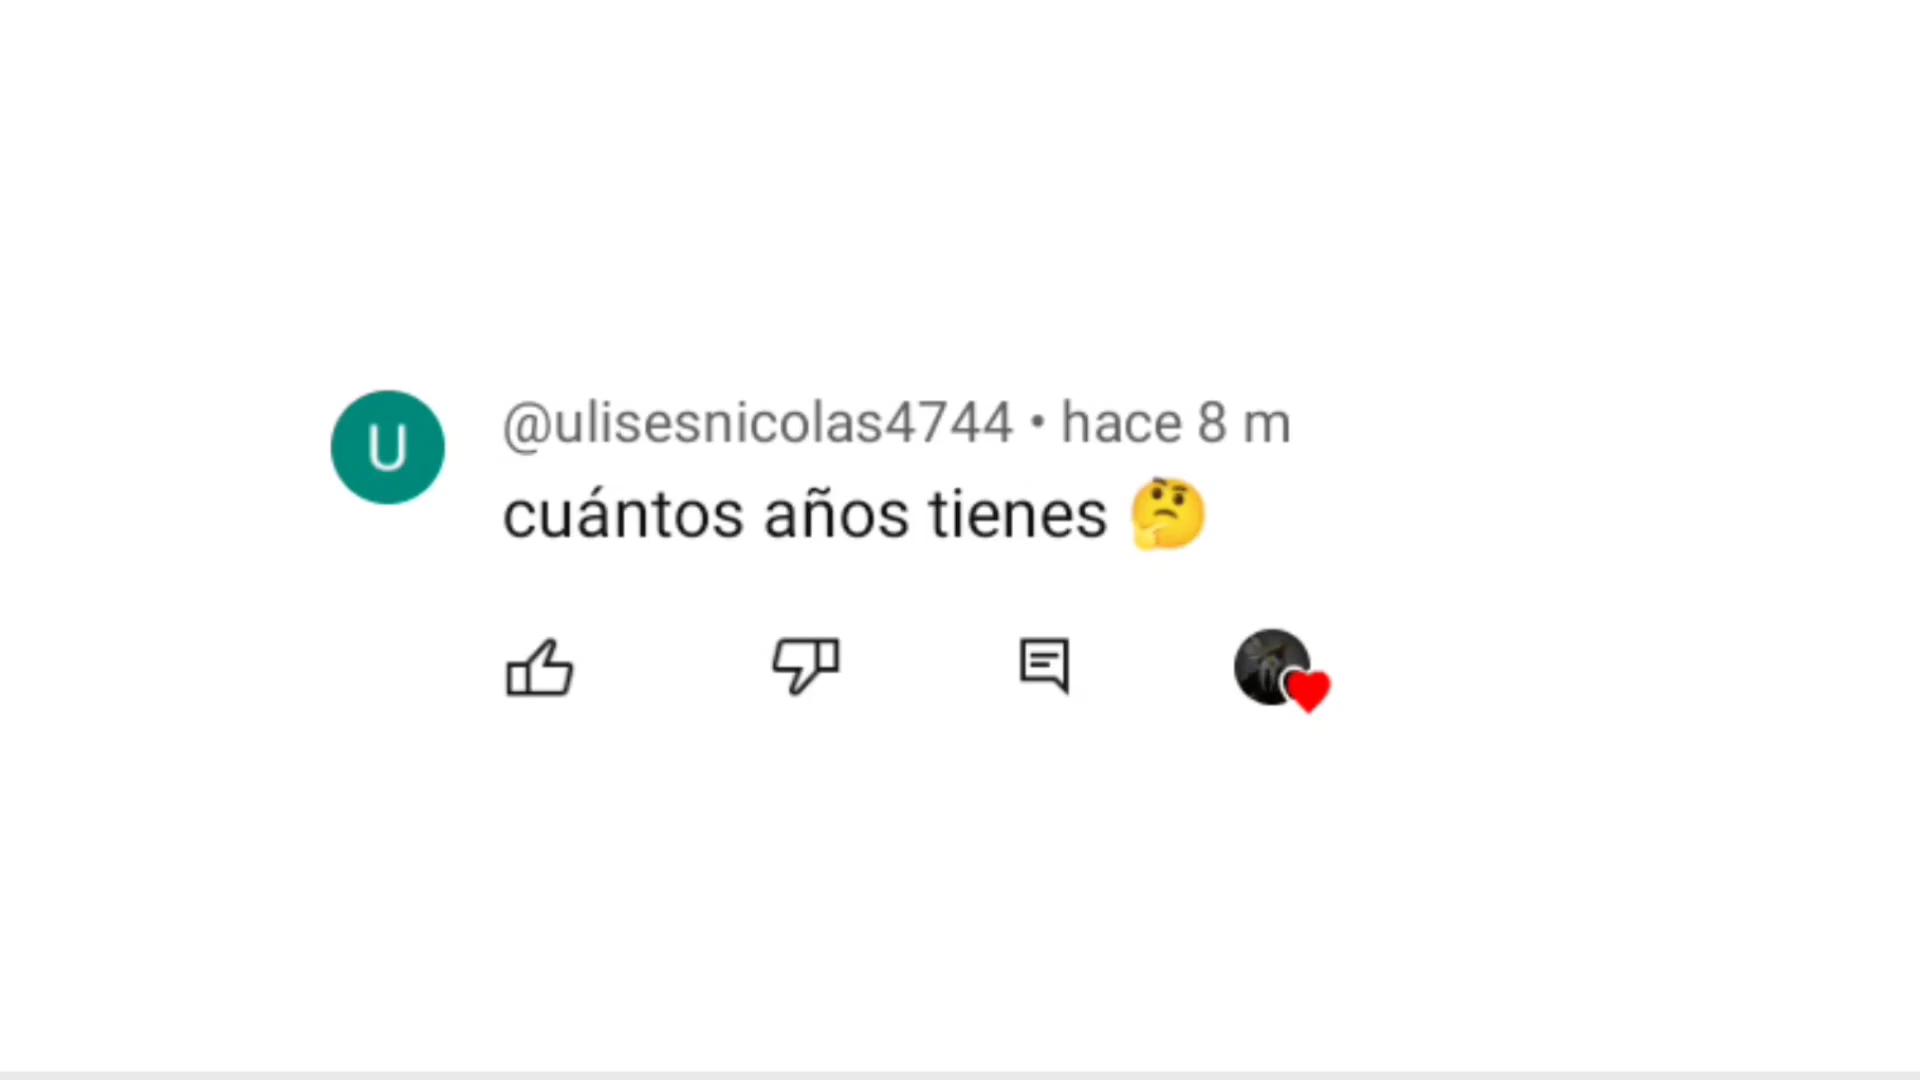 U
@ulisesnicolas4744 • hace 8 m
cuántos años tienes 🤔